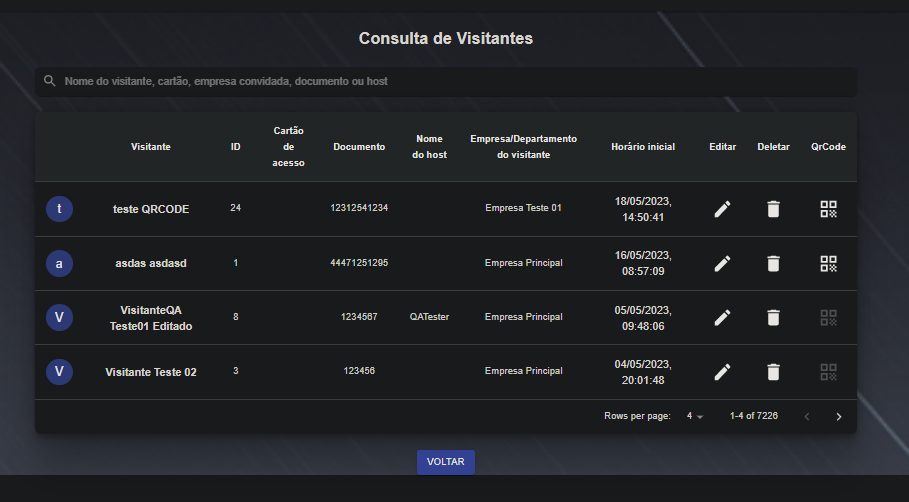 Consulta de Visitantes
Nome do visitante, cartão, empresa convidada, documento ou host
Visitante ID Cartão de acesso Documento Nome do host Empresa/Departamento do visitante Horário inicial Editar Deletar QrCode
t teste QRCODE 24 12312541234 Empresa Teste 01 18/05/2023, 14:50:41
a asdas asdasd 1 44471251295 Empresa Principal 16/05/2023, 08:57:09
V VisitanteQA Teste01 Editado 8 1234567 QATester Empresa Principal 05/05/2023, 09:48:06
V Visitante Teste 02 3 123456 Empresa Principal 04/05/2023, 20:01:48
Rows per page: 4 1-4 of 7226
VOLTAR